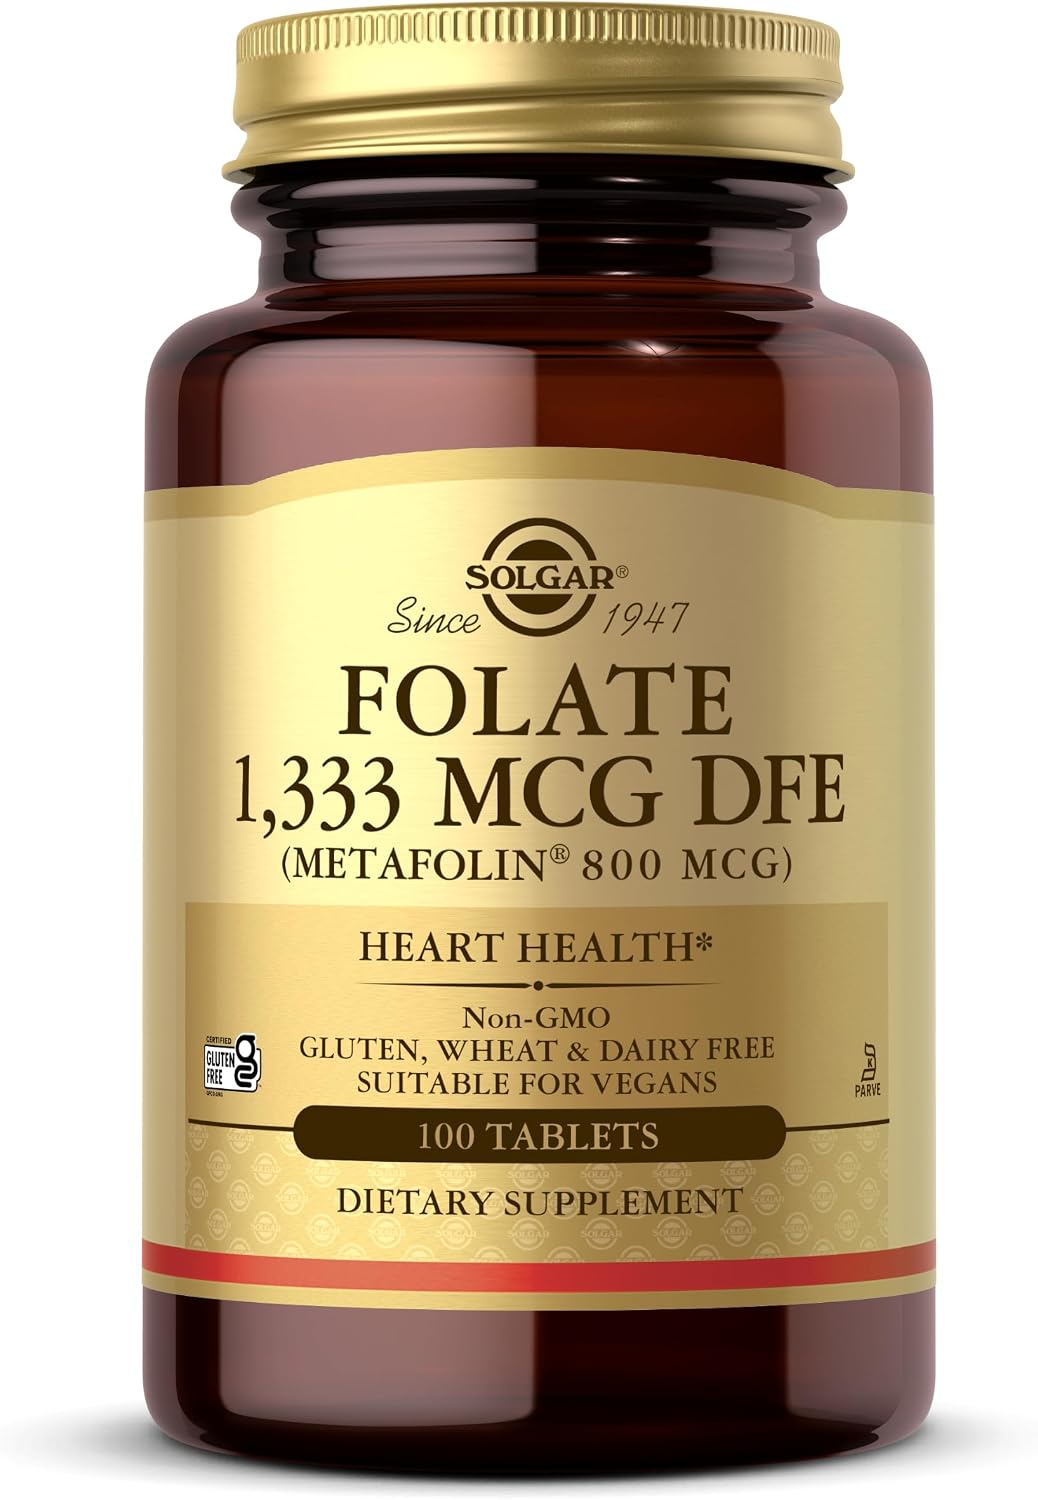 SOLGAR®
Since 1947
FOLATE
1,333 MCG DFE
(METAFOLIN® 800 MCG)
HEART HEALTH*
Non-GMO
GLUTEN, WHEAT & DAIRY FREE
SUITABLE FOR VEGANS
CERTIFIED
GLUTEN
FREE
K
PARVE
100 TABLETS
DIETARY SUPPLEMENT